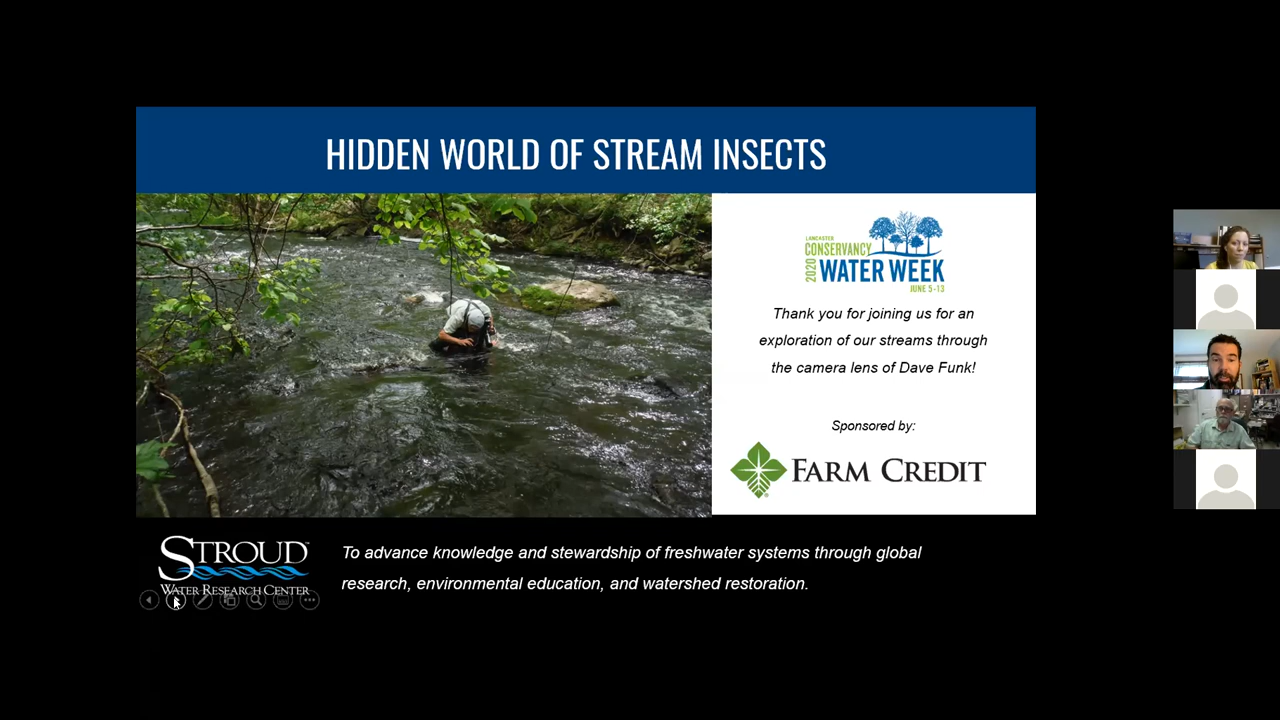 HIDDEN WORLD OF STREAM INSECTS
LANCASTER
CONSERVANCY
2020
WATER WEEK
JUNE 5-13
Thank you for joining us for an
exploration of our streams through
the camera lens of Dave Funk!
Sponsored by:
FARM CREDIT
STROUD™
WATER RESEARCH CENTER
To advance knowledge and stewardship of freshwater systems through global
research, environmental education, and watershed restoration.